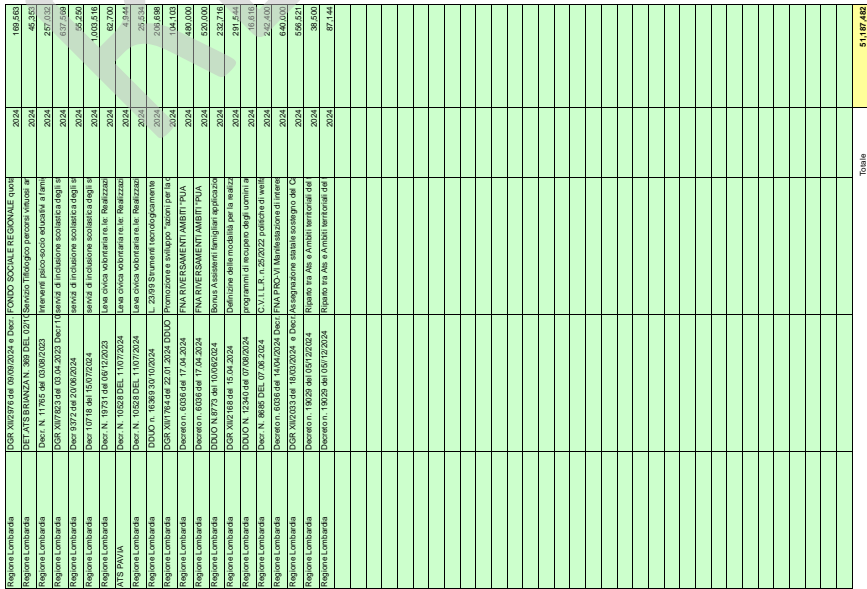 Regione Lombardia DGR XII/2976 del 09/09/2024 e Decr. FONDO SOCIALE REGIONALE quota 2024 169,563
Regione Lombardia DET.ATS BRIANZA N. 369 DEL 02/1( Servizio Tifologico percorsi virtuosi ar 2024 45,353
Regione Lombardia Decr. N. 11765 del 03/08/2023 Interventi psico-socio educativi a fami 2024 257,032
Regione Lombardia DGR XII/7823 del 03.04.2023 Decr 10 servizi di inclusione scolastica degli s 2024 637,569
Regione Lombardia Decr 9372 del 20/06/2024 servizi di inclusione scolastica degli s 2024 55,250
Regione Lombardia Decr 10718 del 15/07/2024 servizi di inclusione scolastica degli s 2024 1,003,516
Regione Lombardia Decr. N. 19731 del 06/12/2023 Leva civica volontaria re.le: Realizzazi 2024 62,700
ATS PAVIA Decr. N. 10528 DEL 11/07/2024 Leva civica volontaria re.le: Realizzazi 2024 4,944
Regione Lombardia Decr. N. 10528 DEL 11/07/2024 Leva civica volontaria re.le: Realizzazi 2024 25,534
Regione Lombardia DDUO n. 16369 30/10/2024 L. 23/99 Strumenti tecnologicamente 2024 205,698
Regione Lombardia DGR XII/1764 del 22.01.2024 DDUO Promozione e sviluppo "azioni per la c 2024 104,103
Regione Lombardia Decreto n. 6036 del 17.04.2024 FNA RIVERSAMENTI AMBITI "PUA 2024 480,000
Regione Lombardia Decreto n. 6036 del 17.04.2024 FNA RIVERSAMENTI AMBITI "PUA 2024 520,000
Regione Lombardia DDUO N.8773 del 10/06/2024 Bonus Assistenti famigliari applicazio 2024 232,716
Regione Lombardia DGR XII/2168 del 15.04.2024 Definizine delle modalità per la realizz 2024 291,544
Regione Lombardia DDUO N. 12340 del 07/08/2024 programmi di recupero degli uomini a 2024 16,616
Regione Lombardia Decr. N. 8685 DEL 07.06.2024 C.V.I. L.R. n.25/2022 politiche di welf 2024 242,400
Regione Lombardia Decreto n. 6036 del 14/04/2024 Decr. FNA PRO-VI Manifestazione di intere 2024 640,000
Regione Lombardia DGR XII/2033 del 18/03/2024 e Decr. Assegnazione statale sostegno del Ca 2024 556,521
Regione Lombardia Decreto n. 19029 del 05/12/2024 Riparto tra Ats e Ambiti territoriali del 2024 38,500
Regione Lombardia Decreto n. 19029 del 05//12/2024 Riparto tra Ats e Ambiti territoriali del 2024 87,144
Totale 51,187,482